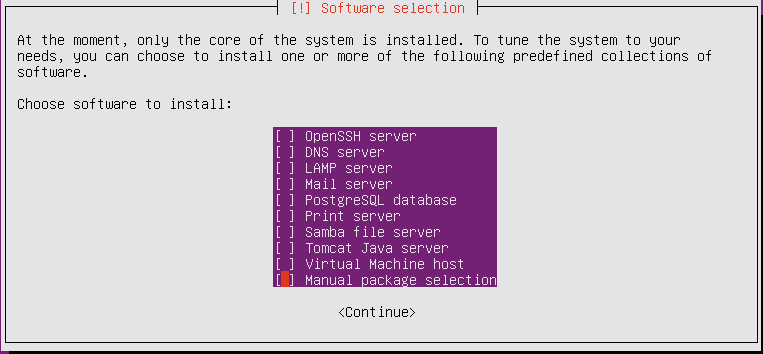 [!] Software selection
At the moment, only the core of the system is installed. To tune the system to your
needs, you can choose to install one or more of the following predefined collections of
software.
Choose software to install:
[ ] OpenSSH server
[ ] DNS server
[ ] LAMP server
[ ] Mail server
[ ] PostgreSQL database
[ ] Print server
[ ] Samba file server
[ ] Tomcat Java server
[ ] Virtual Machine host
[ ] Manual package selection
<Continue>